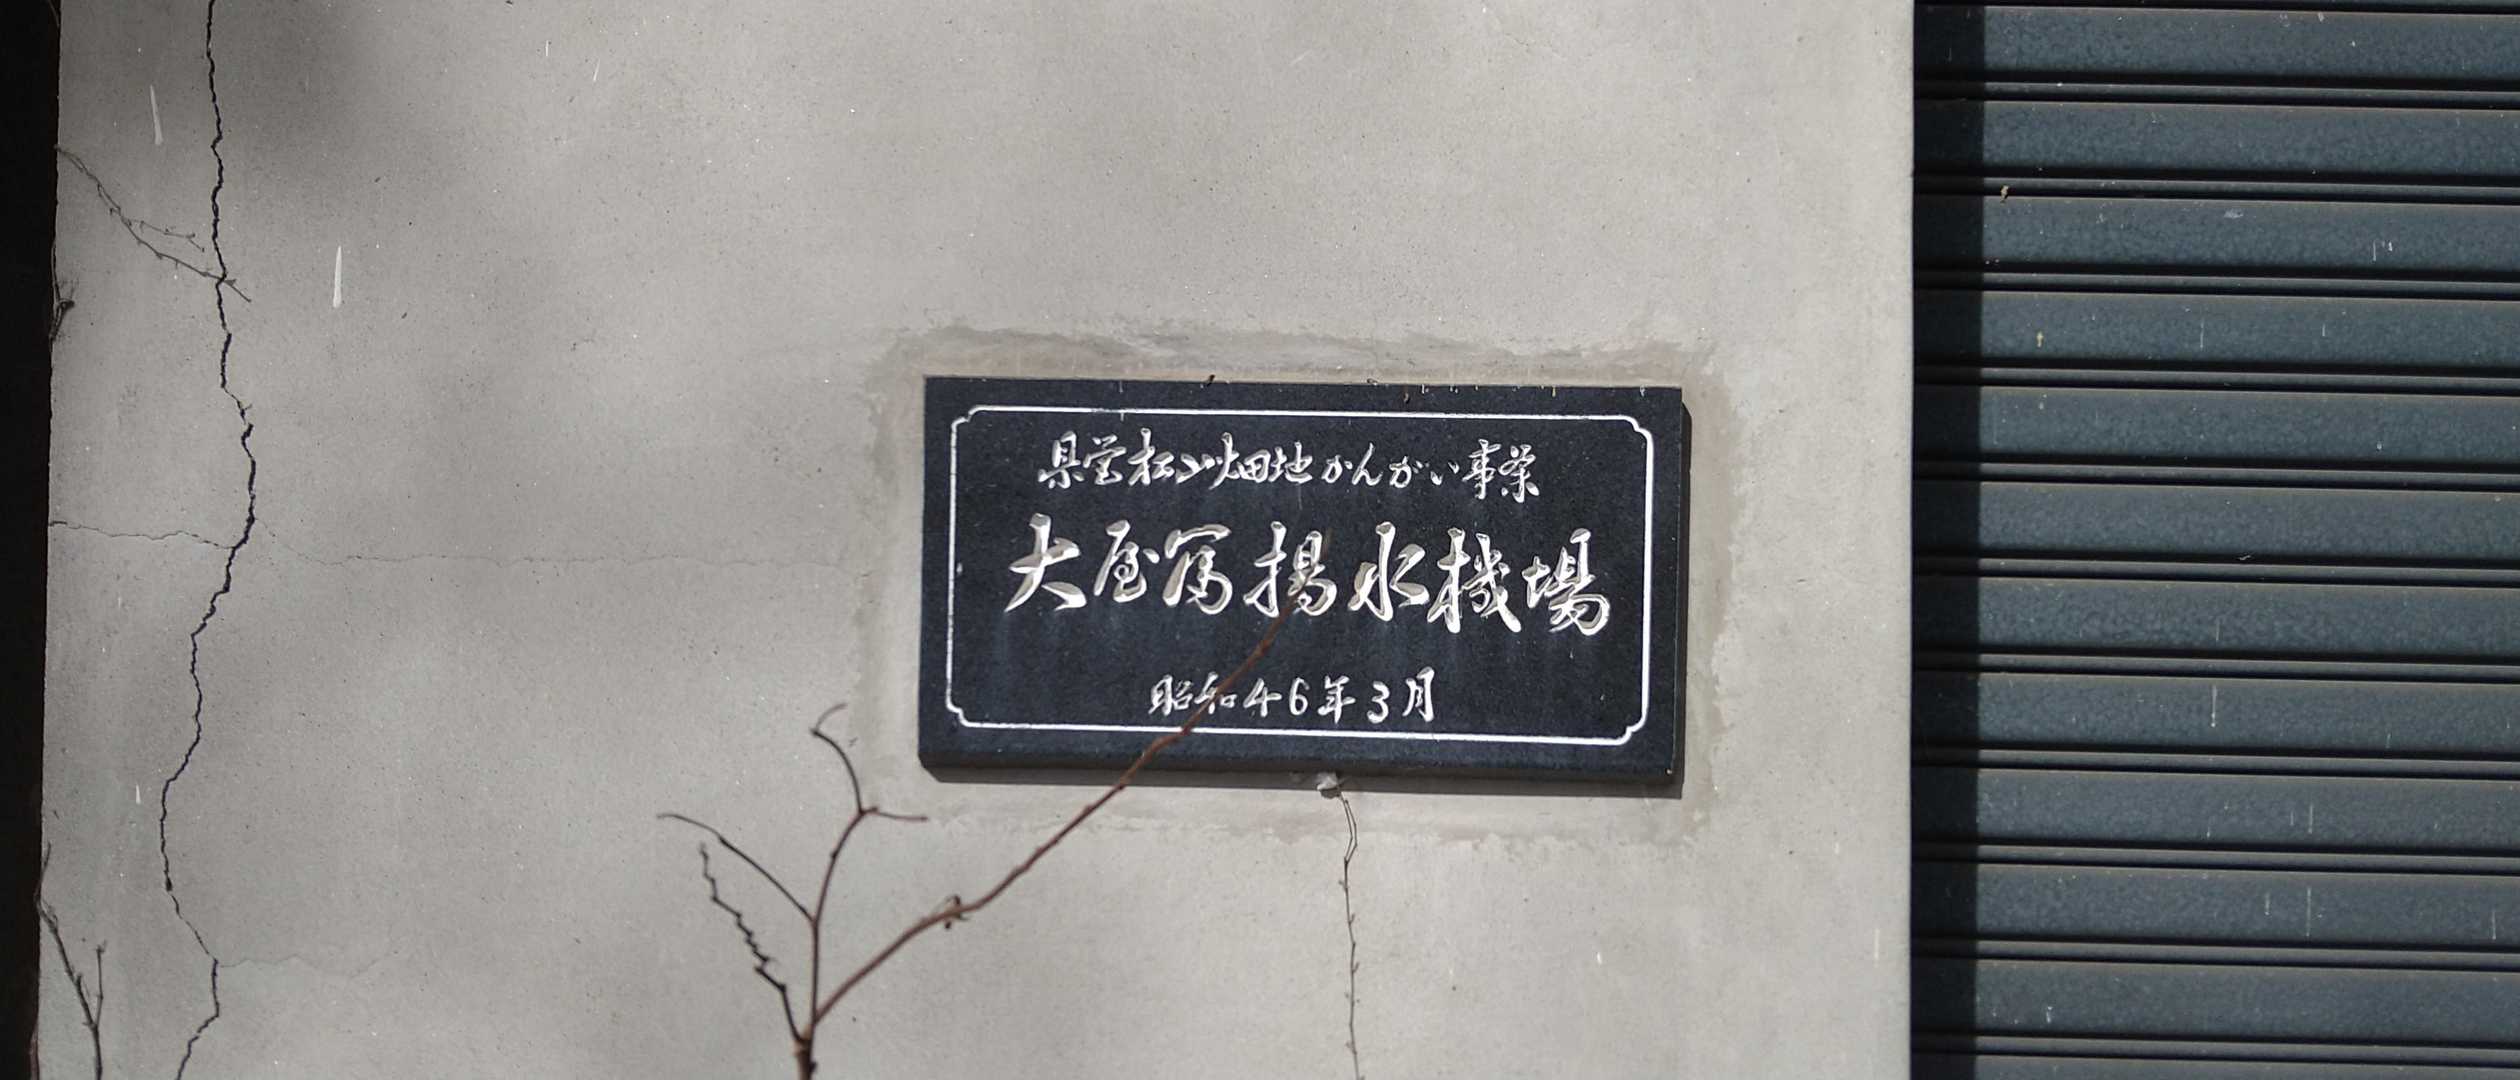 県営松山畑地かんがい事業
大屋冩揚水機場
昭和46年3月